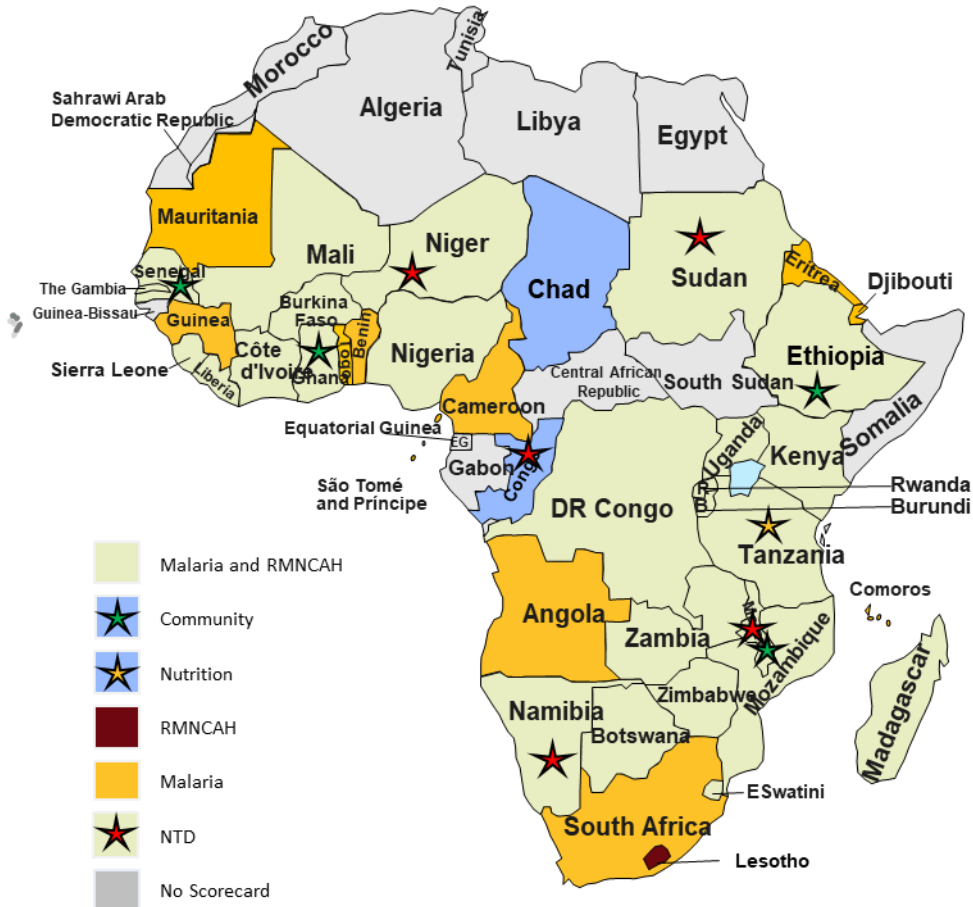 Morocco
Tunisia
Sahrawi Arab
Democratic Republic
Algeria
Libya
Egypt
Mauritania
Mali
Niger
Chad
Sudan
Eritrea
Djibouti
Senegal
The Gambia
Guinea-Bissau
Guinea
Burkina
Faso
Benin
Togo
Nigeria
Ethiopia
Sierra Leone
Liberia
Côte
d'Ivoire
Ghana
Cameroon
Central African
Republic
South Sudan
Somalia
Equatorial Guinea
EG
Gabon
Congo
Uganda
Kenya
São Tomé
and Príncipe
DR Congo
R
Rwanda
B
Burundi
Tanzania
Comoros
Angola
Zambia
Mozambique
Madagascar
Zimbabwe
Namibia
Botswana
ESwatini
South Africa
Lesotho
Malaria and RMNCAH
Community
Nutrition
RMNCAH
Malaria
NTD
No Scorecard